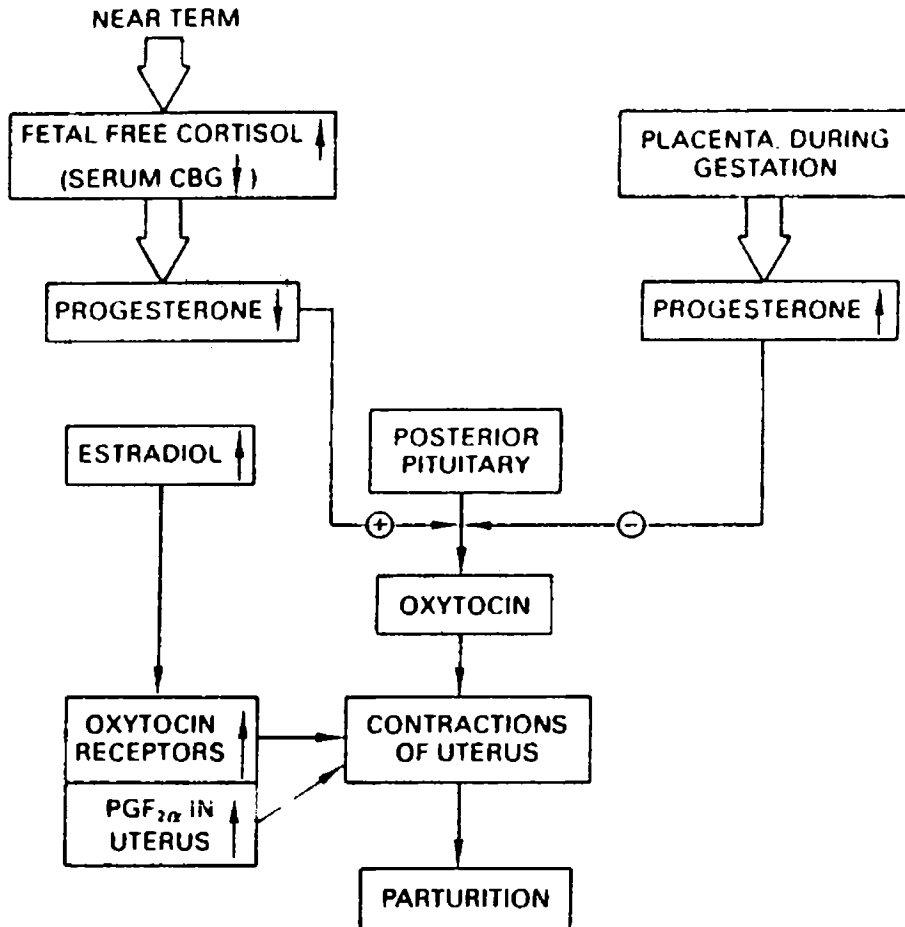 NEAR TERM
FETAL FREE CORTISOL ↑
(SERUM CBG ↓)
PROGESTERONE ↓
PLACENTA. DURING
GESTATION
PROGESTERONE ↑
ESTRADIOL ↑
POSTERIOR
PITUITARY
+
−
OXYTOCIN
OXYTOCIN
RECEPTORS ↑
PGF₂α IN
UTERUS ↑
CONTRACTIONS
OF UTERUS
PARTURITION